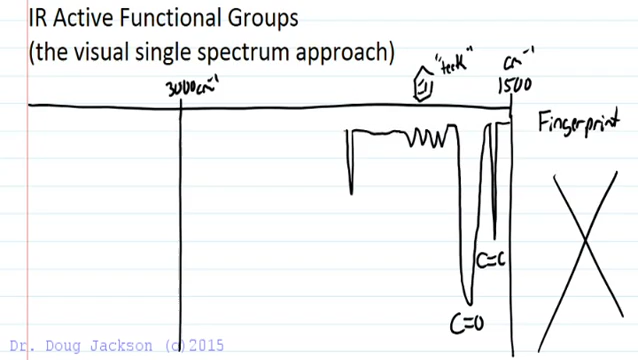 IR Active Functional Groups
(the visual single spectrum approach)
"teeth"
cm⁻¹
3000cm⁻¹
1500
Fingerprint
C=C
C=O
Dr. Doug Jackson (c)2015